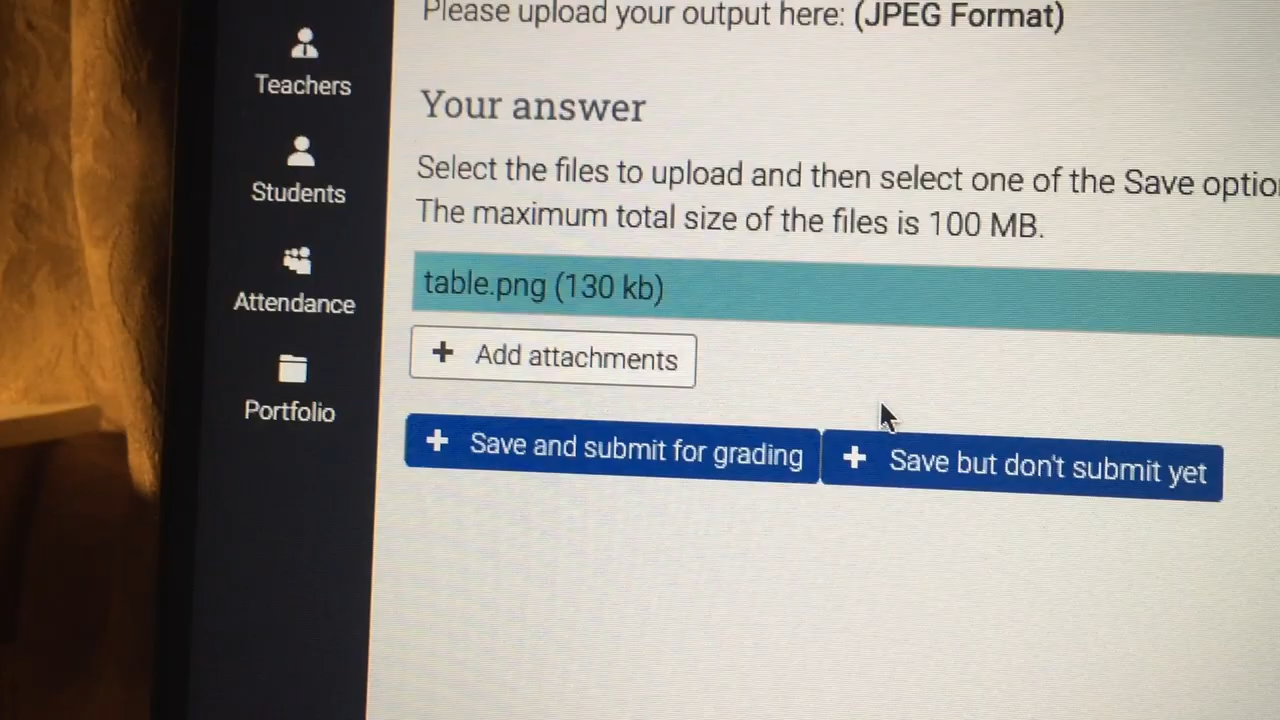 Please upload your output here: (JPEG Format)
Teachers
Students
Attendance
Portfolio
Your answer
Select the files to upload and then select one of the Save
The maximum total size of the files is 100 MB.
table.png (130 kb)
+ Add attachments
+ Save and submit for grading
+ Save but don't submit yet